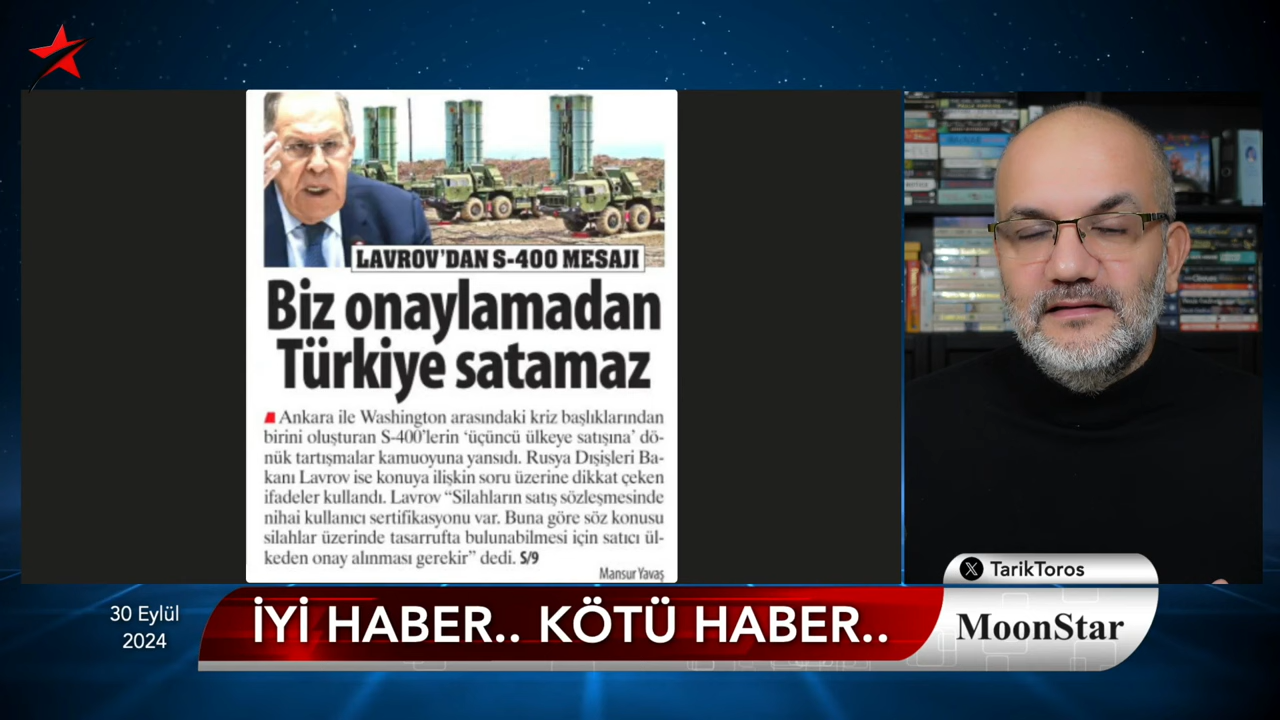 LAVROV'DAN S-400 MESAJI
Biz onaylamadan
Türkiye satamaz
Ankara ile Washington arasındaki kriz başlıklarından
birini oluşturan S-400'lerin 'üçüncü ülkeye satışına' dö-
nük tartışmalar kamuoyuna yansıdı. Rusya Dışişleri Ba-
kanı Lavrov ise konuya ilişkin soru üzerine dikkat çeken
ifadeler kullandı. Lavrov "Silahların satış sözleşmesinde
nihai kullanıcı sertifikasyonu var. Buna göre söz konusu
silahlar üzerinde tasarrufta bulunabilmesi için satıcı ül-
keden onay alınması gerekir" dedi. S/9
Mansur Yavaş
X TarikToros
30 Eylül
2024
İYİ HABER.. KÖTÜ HABER..
MoonStar